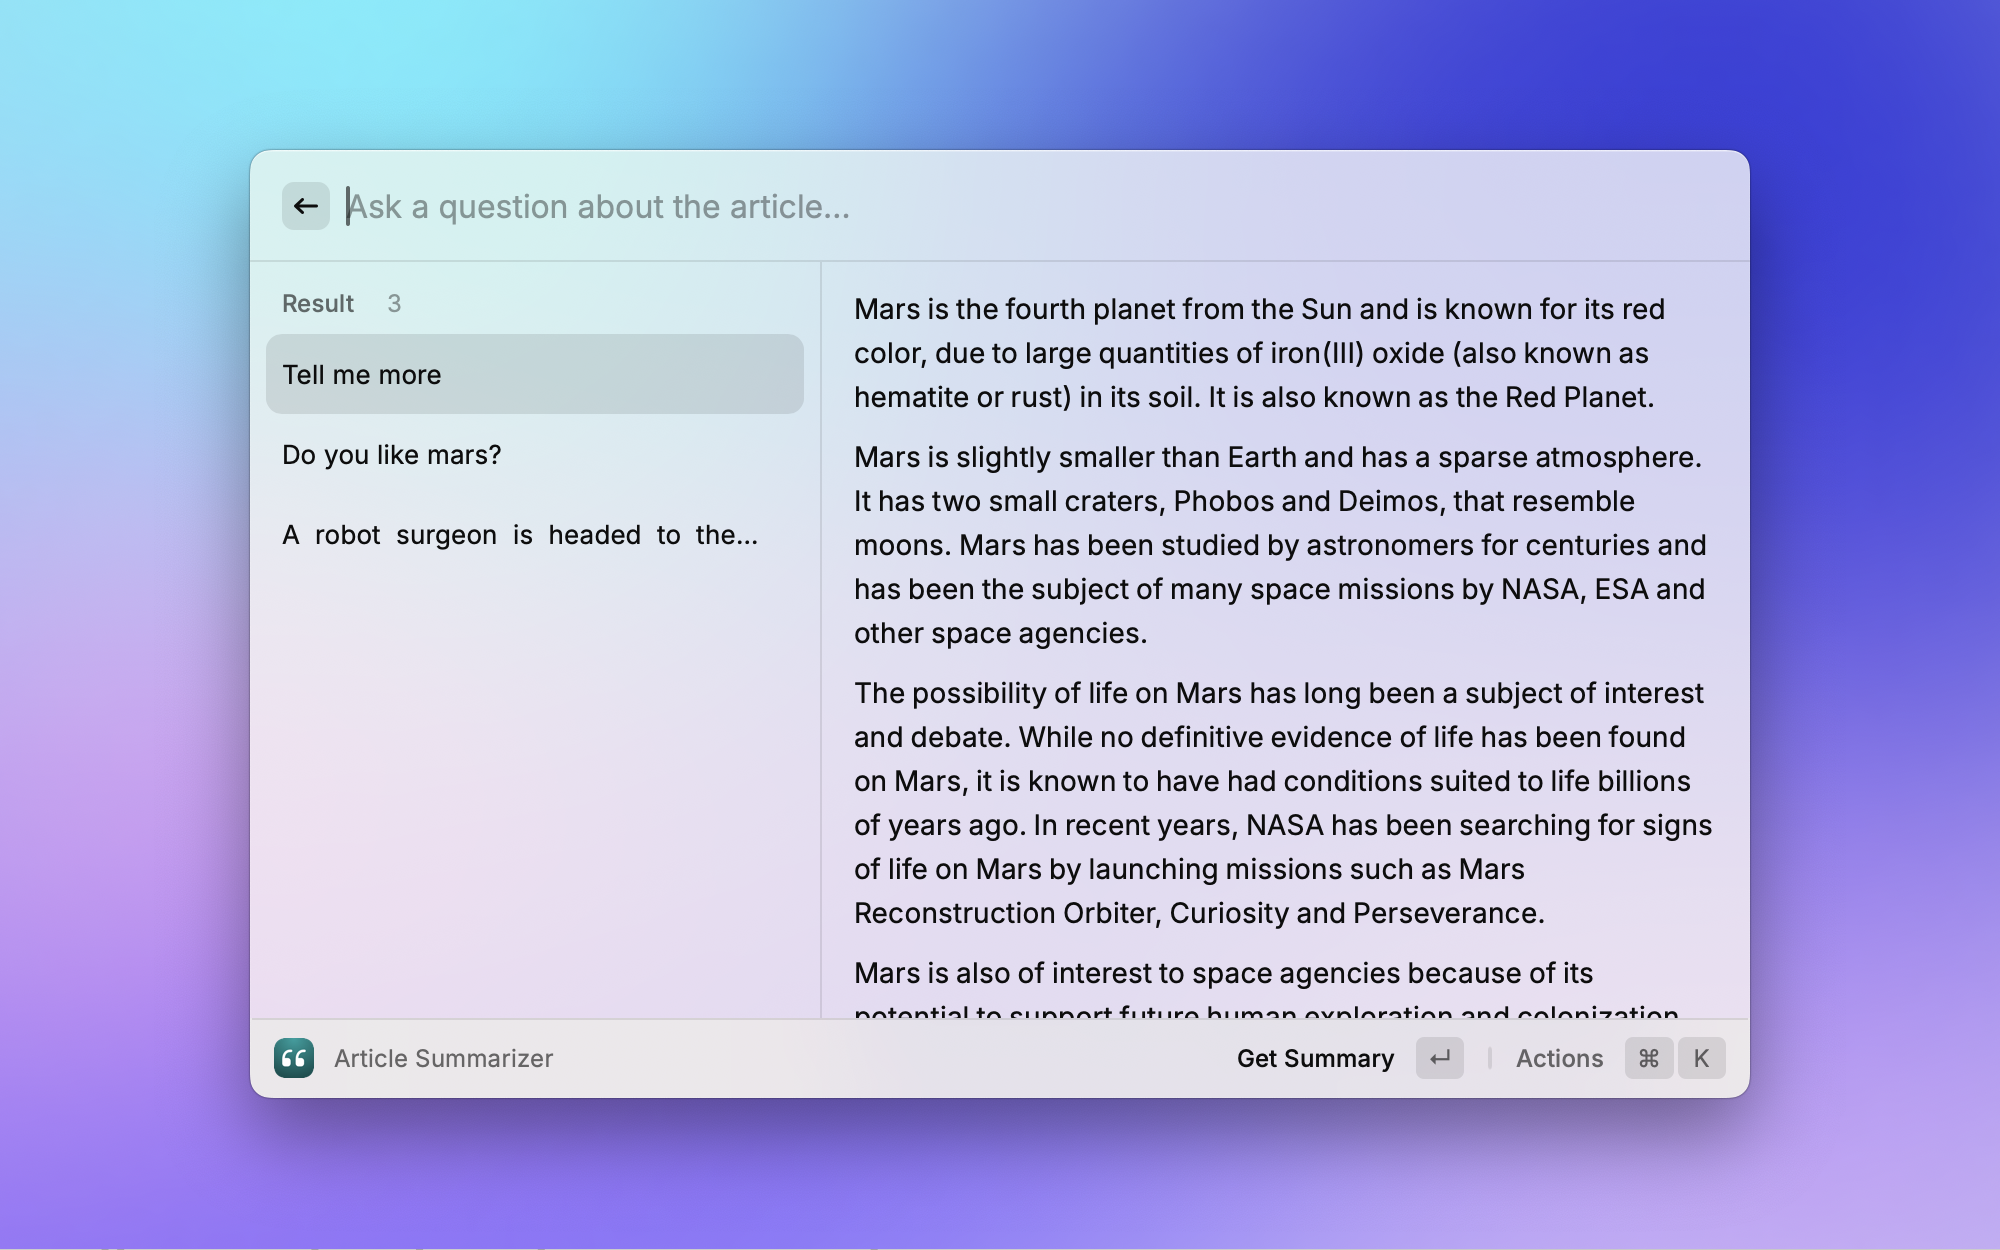 Ask a question about the article...
Result 3
Tell me more
Do you like mars?
A robot surgeon is headed to the...
Mars is the fourth planet from the Sun and is known for its red
color, due to large quantities of iron(III) oxide (also known as
hematite or rust) in its soil. It is also known as the Red Planet.
Mars is slightly smaller than Earth and has a sparse atmosphere.
It has two small craters, Phobos and Deimos, that resemble
moons. Mars has been studied by astronomers for centuries and
has been the subject of many space missions by NASA, ESA and
other space agencies.
The possibility of life on Mars has long been a subject of interest
and debate. While no definitive evidence of life has been found
on Mars, it is known to have had conditions suited to life billions
of years ago. In recent years, NASA has been searching for signs
of life on Mars by launching missions such as Mars
Reconstruction Orbiter, Curiosity and Perseverance.
Mars is also of interest to space agencies because of its
potential to support future human exploration and colonization
Article Summarizer
Get Summary ↵ | Actions ⌘ K